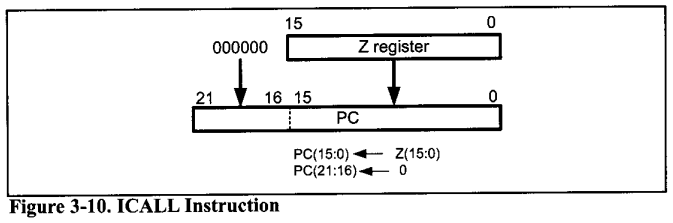 15 0
000000 Z register
21 16 15 0
PC
PC(15:0) ← Z(15:0)
PC(21:16) ← 0
Figure 3-10. ICALL Instruction